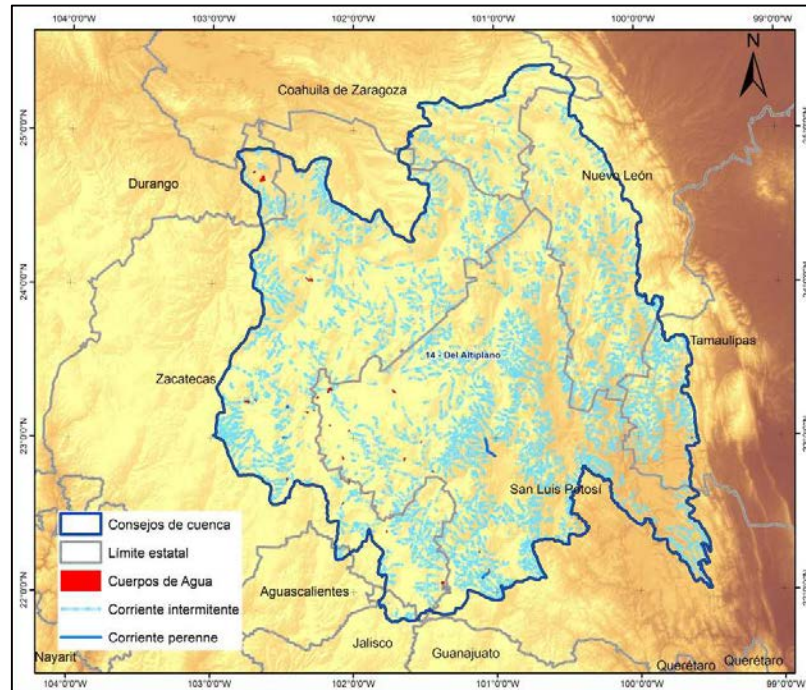 104°0'0"W 103°0'0"W 102°0'0"W 101°0'0"W 100°0'0"W 99°0'0"W
N
Coahuila de Zaragoza
25°0'0"N
Durango
Nuevo León
24°0'0"N
Tamaulipas
14 - Del Altiplano
Zacatecas
23°0'0"N
San Luis Potosí
Consejos de cuenca
Límite estatal
Cuerpos de Agua
Corriente intermitente
Corriente perenne
22°0'0"N
Aguascalientes
Jalisco
Guanajuato
Nayarit
Querétaro
Querétaro
104°0'0"W 103°0'0"W 102°0'0"W 101°0'0"W 100°0'0"W 99°0'0"W